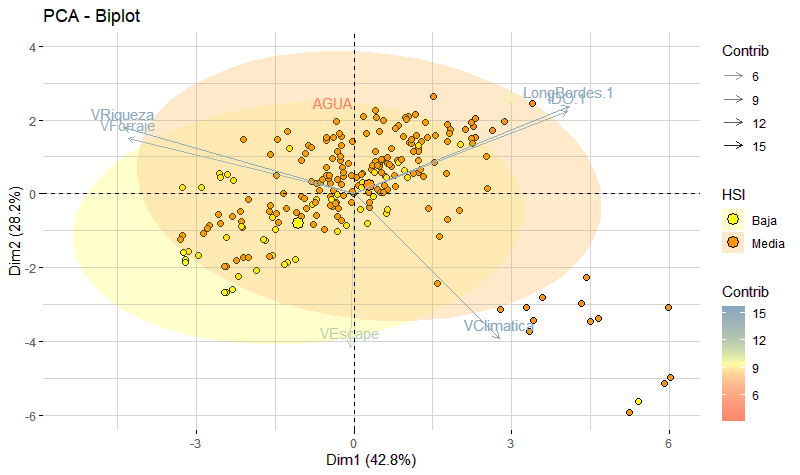 PCA - Biplot
4
2
0
-2
-4
-6
Dim2 (28.2%)
AGUA
LongBordes.1
IDO.1
VRiqueza
VForraje
VEscape
VClimatica
-3
0
3
6
Dim1 (42.8%)
Contrib
6
9
12
15
HSI
Baja
Media
Contrib
15
12
9
6